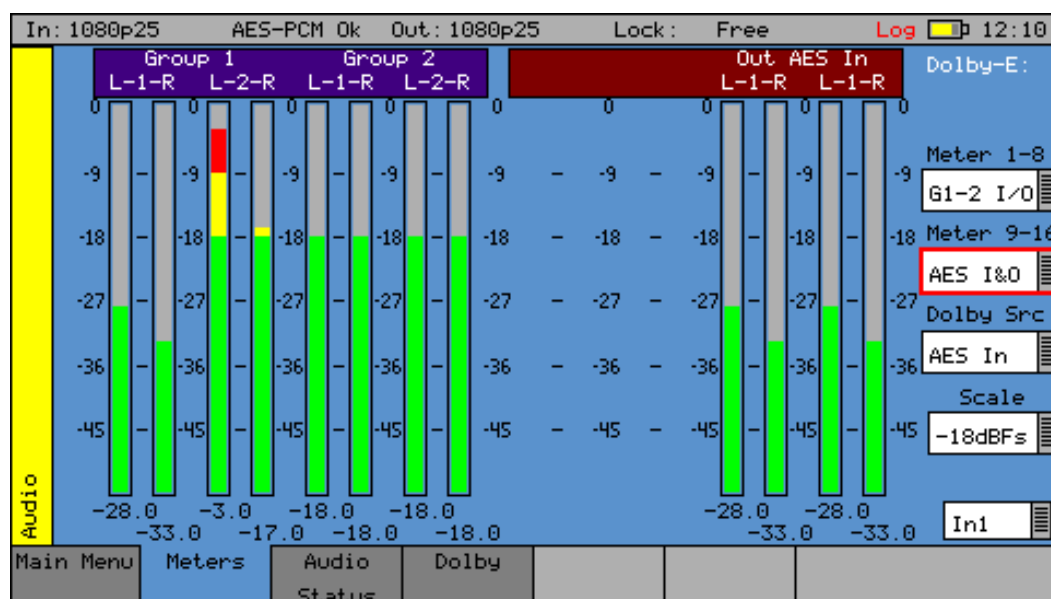 In: 1080p25 AES-PCM Ok Out: 1080p25 Lock: Free Log 12:10
Group 1 Group 2 Out AES In Dolby-E:
L-1-R L-2-R L-1-R L-2-R L-1-R L-1-R
0 0 0 0 0 0 0 0 0
Meter 1-8
-9 -9 -9 -9 -9 - -9 - -9 -9 -9
G1-2 I/O
-18 -18 -18 -18 -18 - -18 - -18 -18 -18 Meter 9-16
AES I&O
-27 -27 -27 -27 -27 - -27 - -27 -27 -27
Dolby Src
-36 -36 -36 -36 -36 - -36 - -36 -36 -36 AES In
Scale
-45 -45 -45 -45 -45 - -45 - -45 -45 -45 -18dBFs
Audio
-28.0 -3.0 -18.0 -18.0 -28.0 -28.0
-33.0 -17.0 -18.0 -18.0 -33.0 -33.0
In1
Main Menu Meters Audio Status Dolby